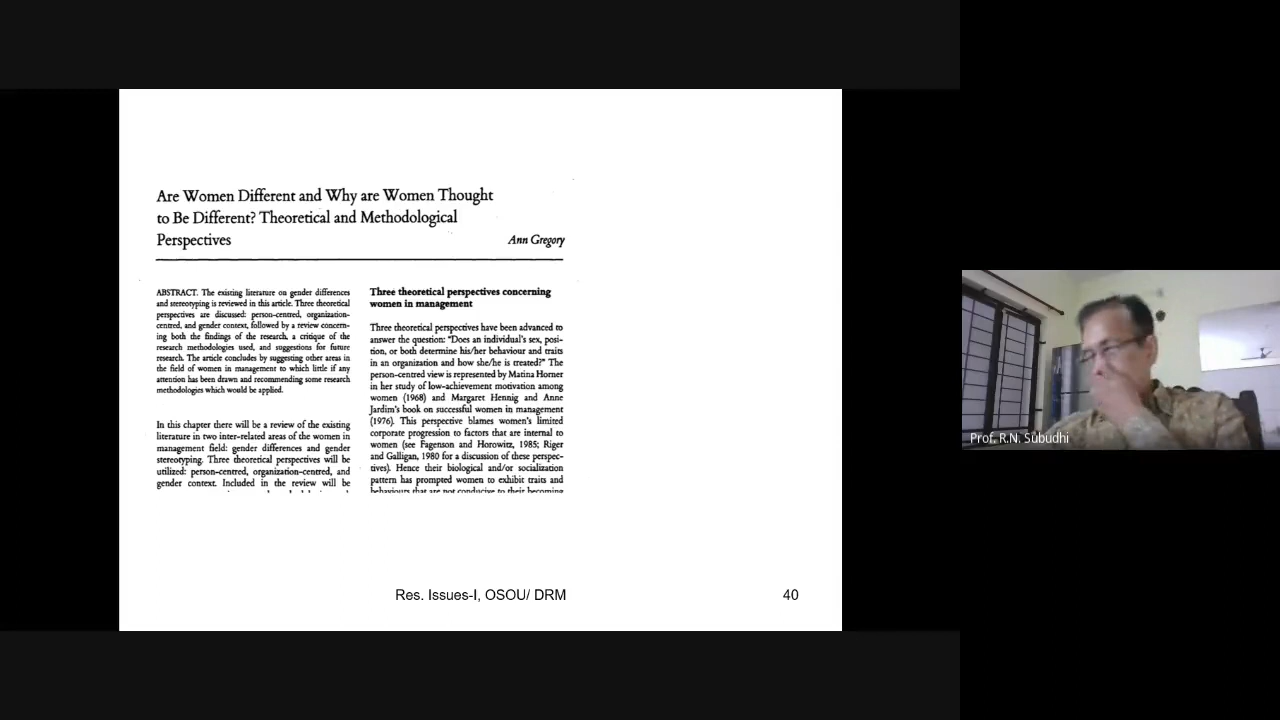 Are Women Different and Why are Women Thought
to Be Different? Theoretical and Methodological
Perspectives
Ann Gregory
ABSTRACT. The existing literature on gender differences
and stereotyping is reviewed in this article. Three theoretical
perspectives are discussed: person-centred, organization-
centred, and gender context, followed by a review concern-
ing both the findings of the research, a critique of the
research methodologies used, and suggestions for future
research. The article concludes by suggesting other areas in
the field of women in management to which little if any
attention has been drawn and recommending some research
methodologies which would be applied.
In this chapter there will be a review of the existing
literature in two inter-related areas of the women in
management field: gender differences and gender
stereotyping. Three theoretical perspectives will be
utilized: person-centred, organization-centred, and
gender context. Included in the review will be
Three theoretical perspectives concerning
women in management
Three theoretical perspectives have been advanced to
answer the question: "Does an individual's sex, posi-
tion, or both determine his/her behaviour and traits
in an organization and how she/he is treated?" The
person-centred view is represented by Matina Horner
in her study of low-achievement motivation among
women (1968) and Margaret Hennig and Anne
Jardim's book on successful women in management
(1976). This perspective blames women's limited
corporate progression to factors that are internal to
women (see Fagenson and Horowitz, 1985; Riger
and Galligan, 1980 for a discussion of these perspec-
tives). Hence their biological and/or socialization
pattern has prompted women to exhibit traits and
behaviours that are not conducive to their becoming
Res. Issues-I, OSOU/ DRM
40
Prof. R.N. Subudhi